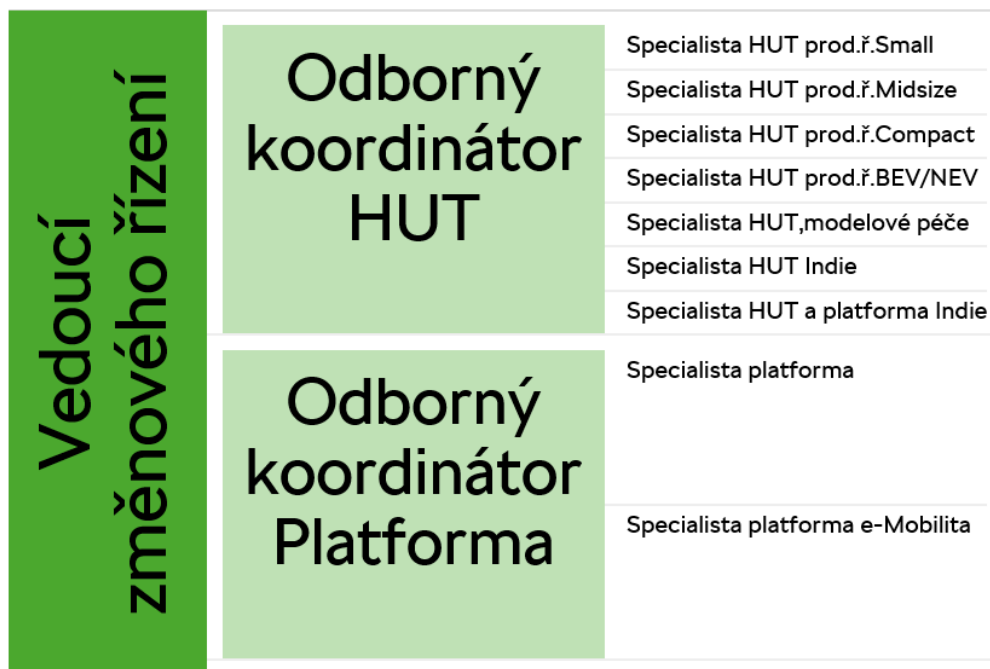 Vedoucí
změnového řízení
Odborný
koordinátor
HUT
Specialista HUT prod.ř.Small
Specialista HUT prod.ř.Midsize
Specialista HUT prod.ř.Compact
Specialista HUT prod.ř.BEV/NEV
Specialista HUT,modelové péče
Specialista HUT Indie
Specialista HUT a platforma Indie
Odborný
koordinátor
Platforma
Specialista platforma
Specialista platforma e-Mobilita